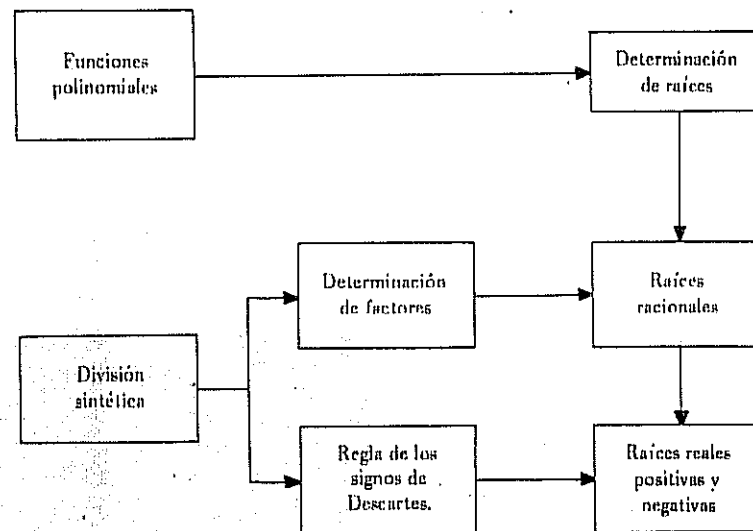 Funciones
polinomiales
Determinación
de raíces
Determinación
de factores
Raíces
racionales
División
sintética
Regla de los
signos de
Descartes.
Raíces reales
positivas y
negativas